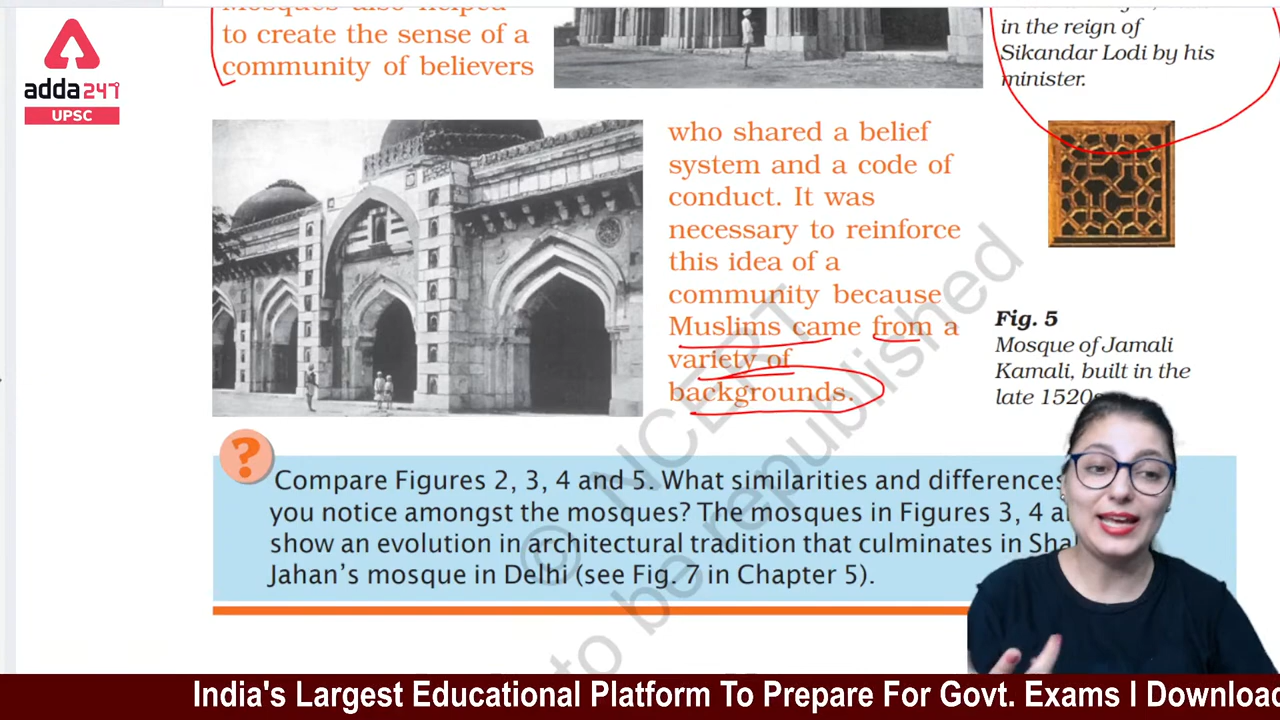 Mosques also helped
to create the sense of a
community of believers
in the reign of
Sikandar Lodi by his
minister.
adda247
UPSC
who shared a belief
system and a code of
conduct. It was
necessary to reinforce
this idea of a
community because
Muslims came from a
variety of
backgrounds.
Fig. 5
Mosque of Jamali
Kamali, built in the
late 1520s
© NCERT
to be republished
?
Compare Figures 2, 3, 4 and 5. What similarities and differences
you notice amongst the mosques? The mosques in Figures 3, 4
show an evolution in architectural tradition that culminates in
Jahan's mosque in Delhi (see Fig. 7 in Chapter 5).
India's Largest Educational Platform To Prepare For Govt. Exams I Download